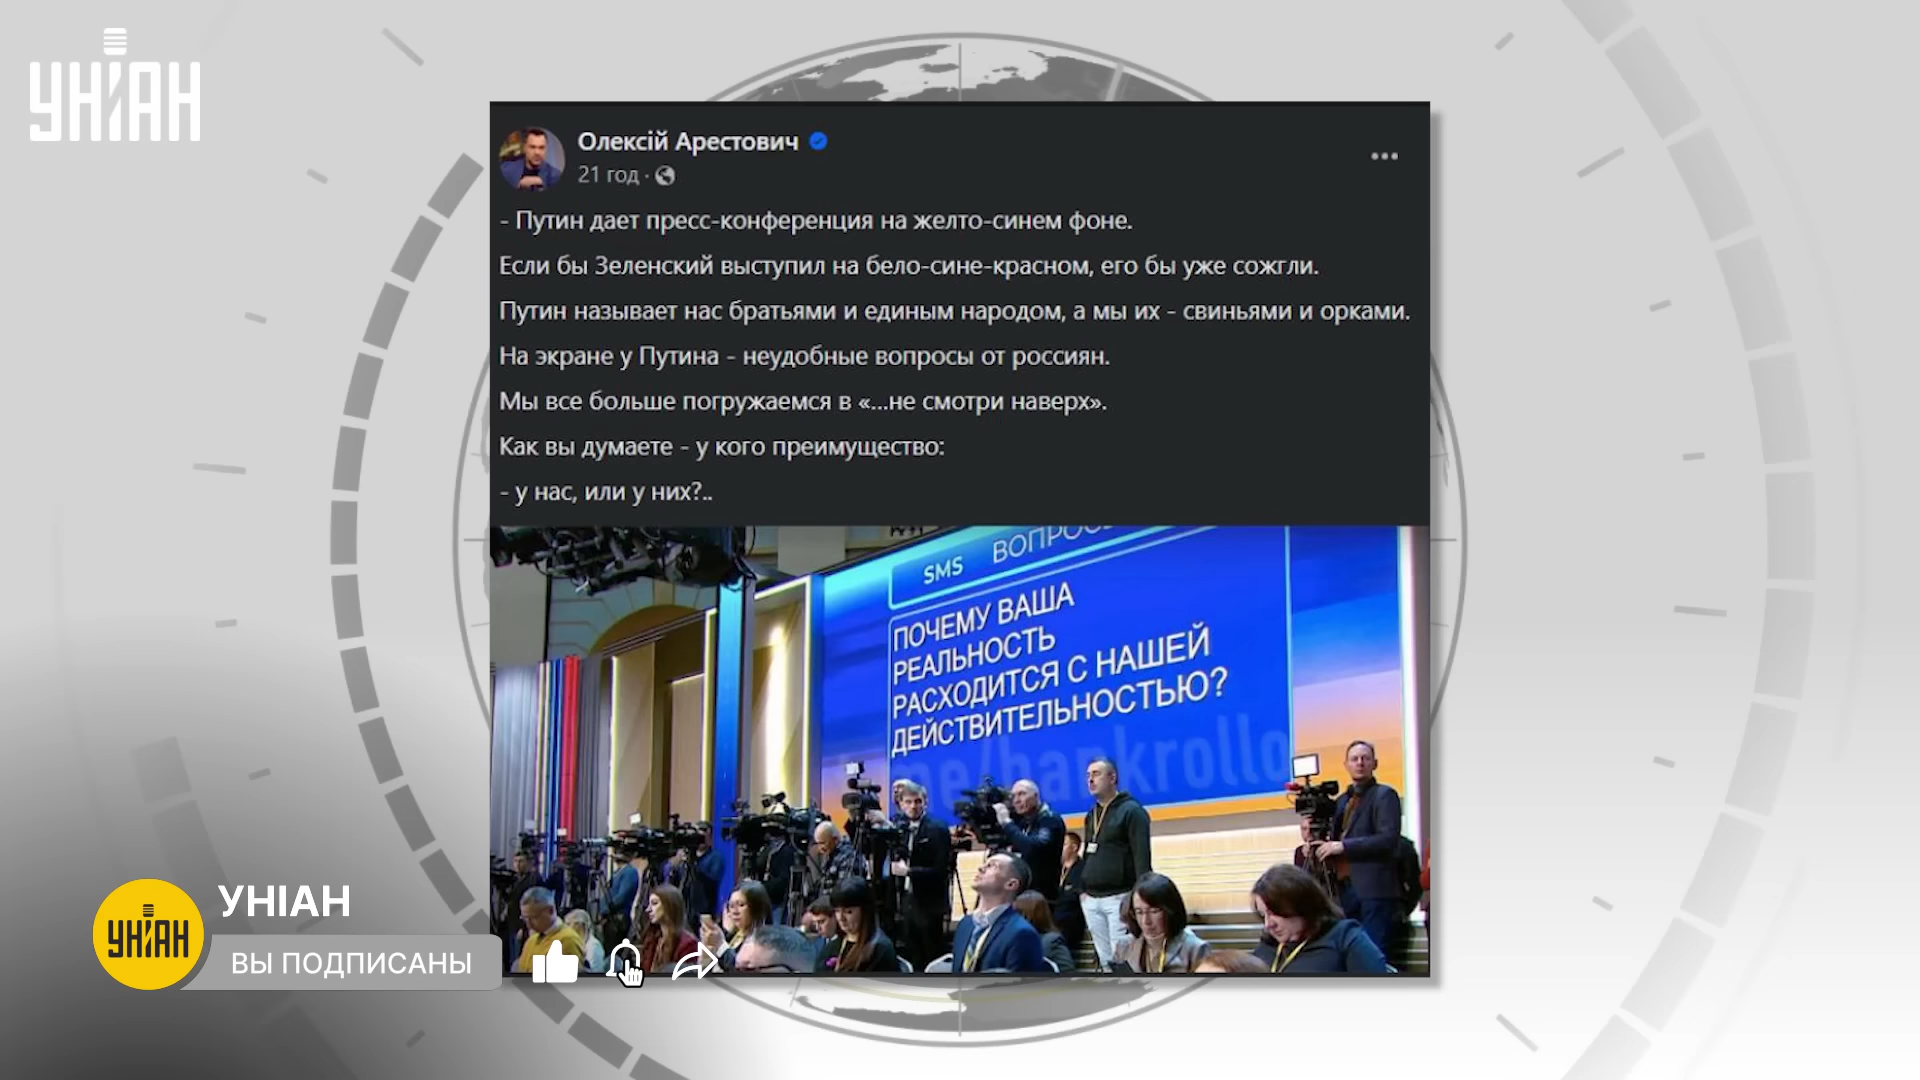 УНІАН
Олексій Арестович
21 год ·
- Путин дает пресс-конференция на желто-синем фоне.
Если бы Зеленский выступил на бело-сине-красном, его бы уже сожгли.
Путин называет нас братьями и единым народом, а мы их - свиньями и орками.
На экране у Путина - неудобные вопросы от россиян.
Мы все больше погружаемся в «...не смотри наверх».
Как вы думаете - у кого преимущество:
- у нас, или у них?..
SMS
ПОЧЕМУ ВАША
РЕАЛЬНОСТЬ
РАСХОДИТСЯ С НАШЕЙ
ДЕЙСТВИТЕЛЬНОСТЬЮ?
УНІАН
УНІАН
ВЫ ПОДПИСАНЫ